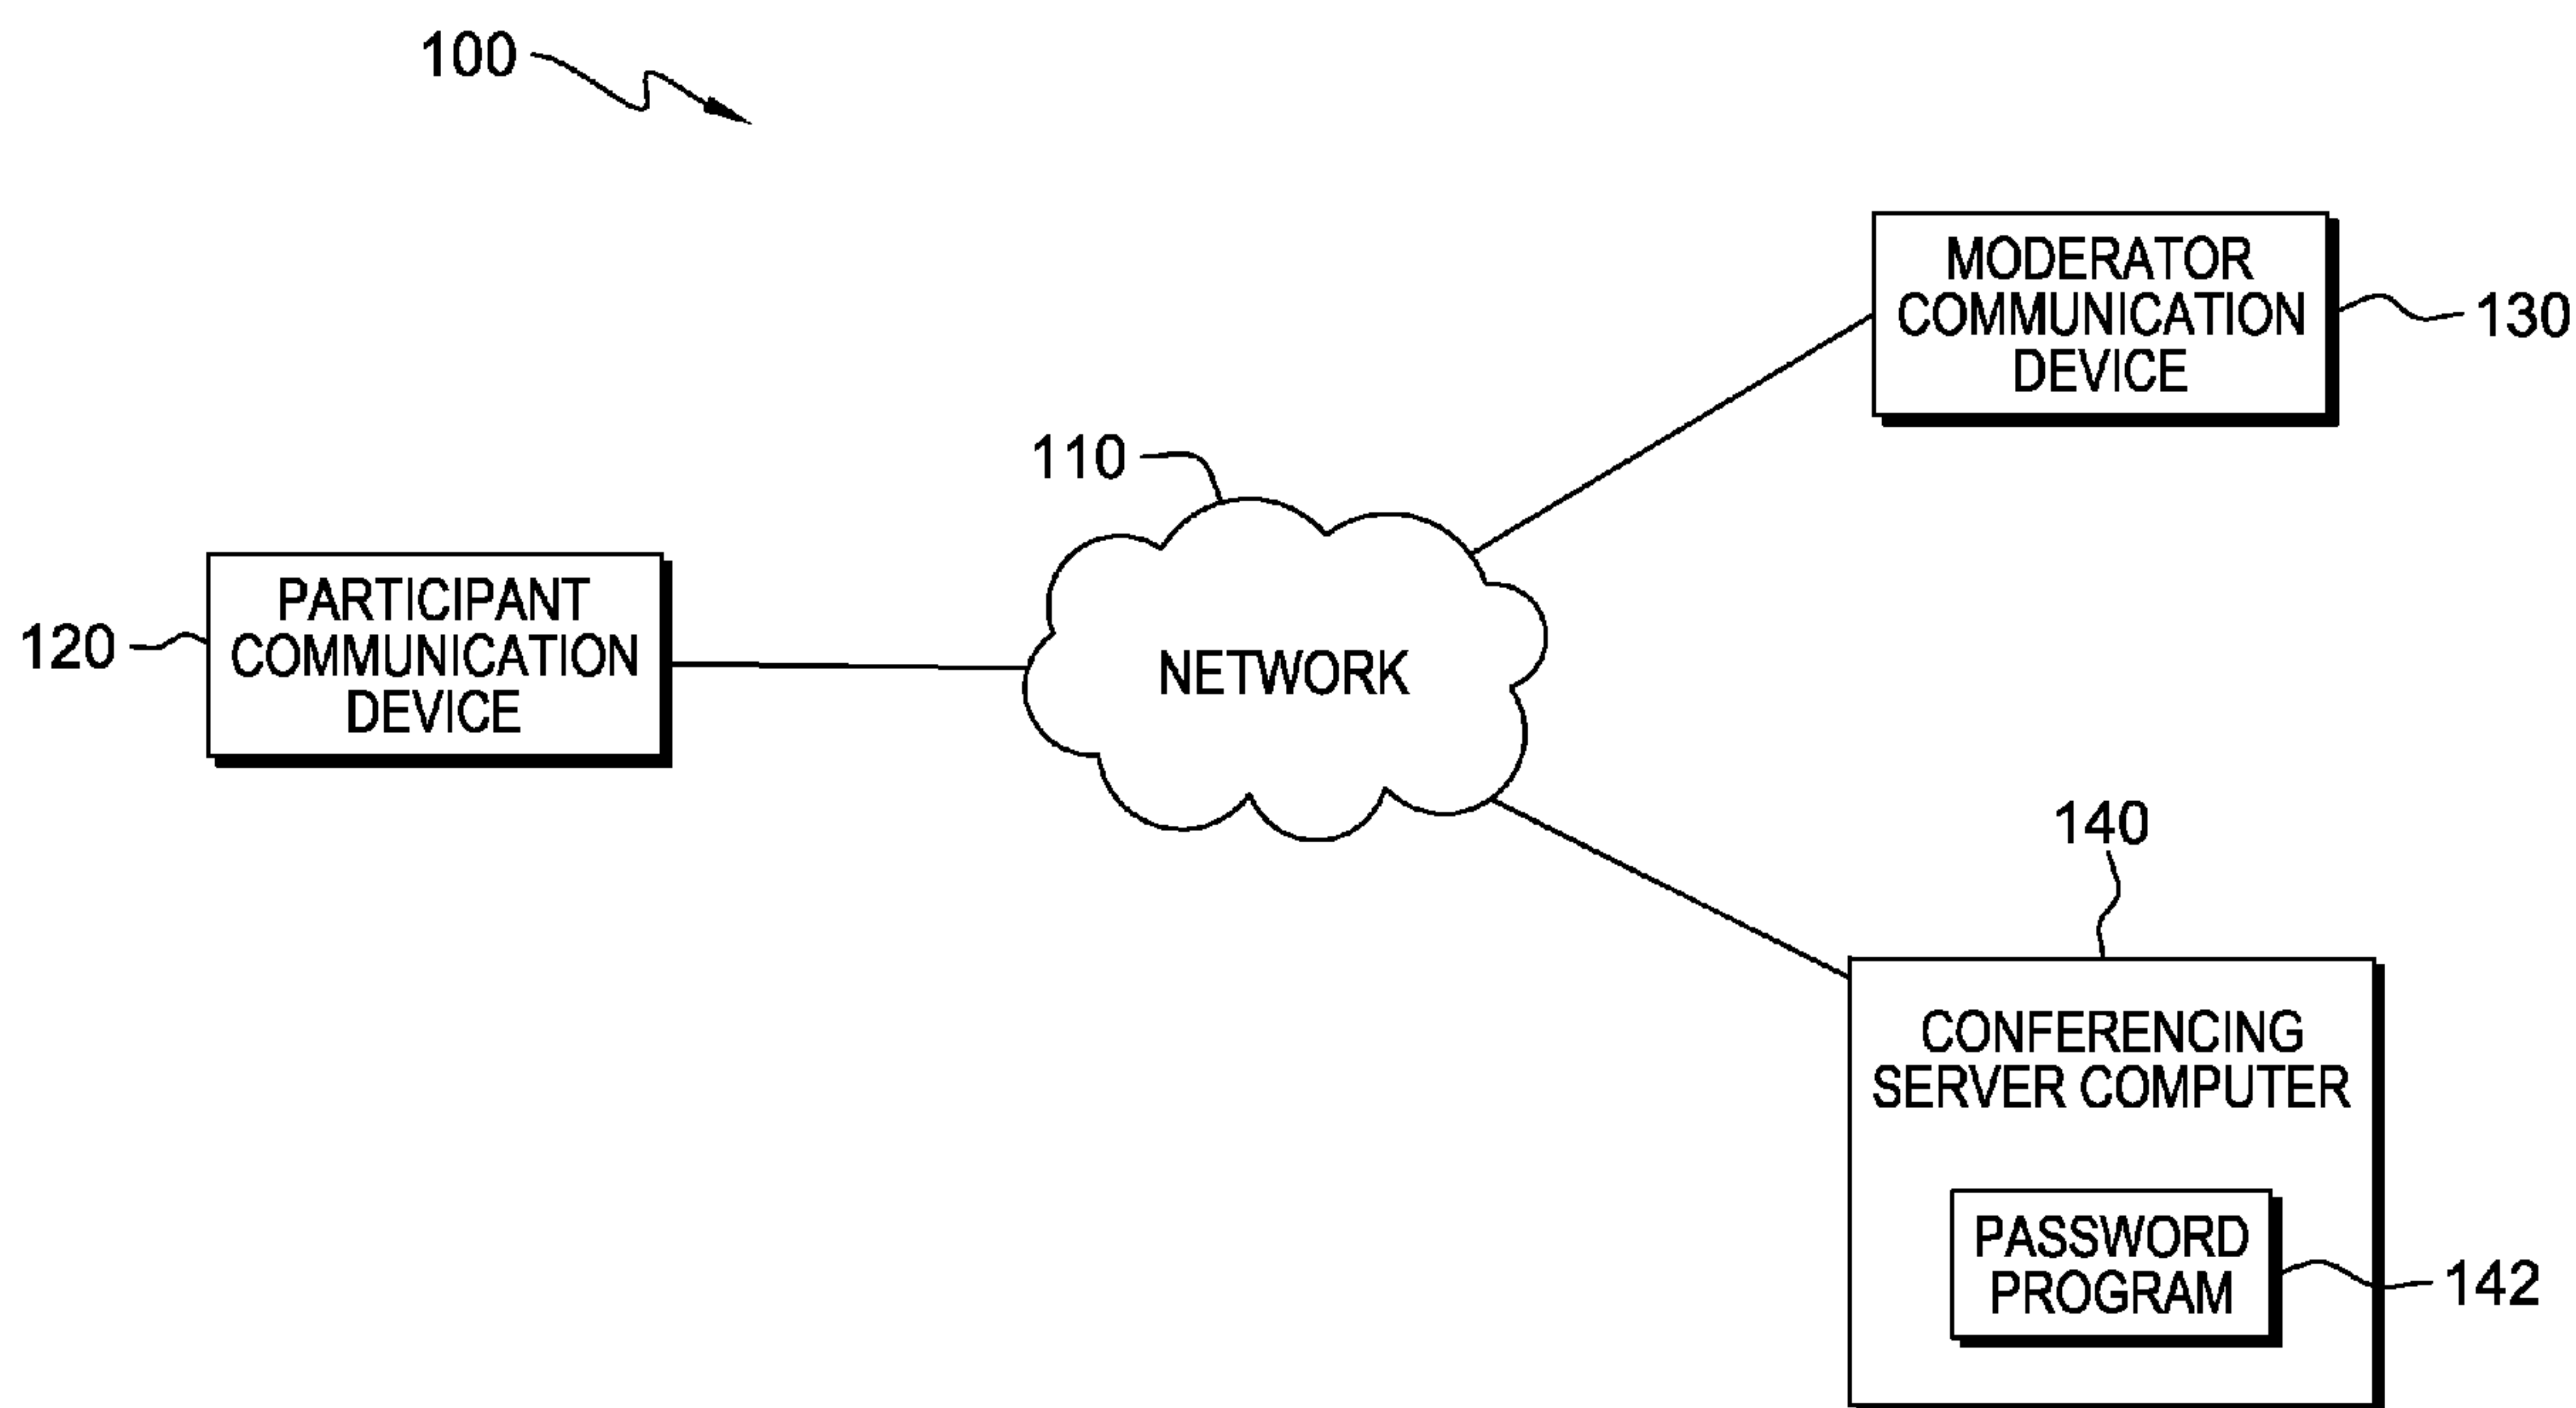 100
MODERATOR
COMMUNICATION
DEVICE
130
110
PARTICIPANT
COMMUNICATION
DEVICE
120
NETWORK
140
CONFERENCING
SERVER COMPUTER
PASSWORD
PROGRAM
142